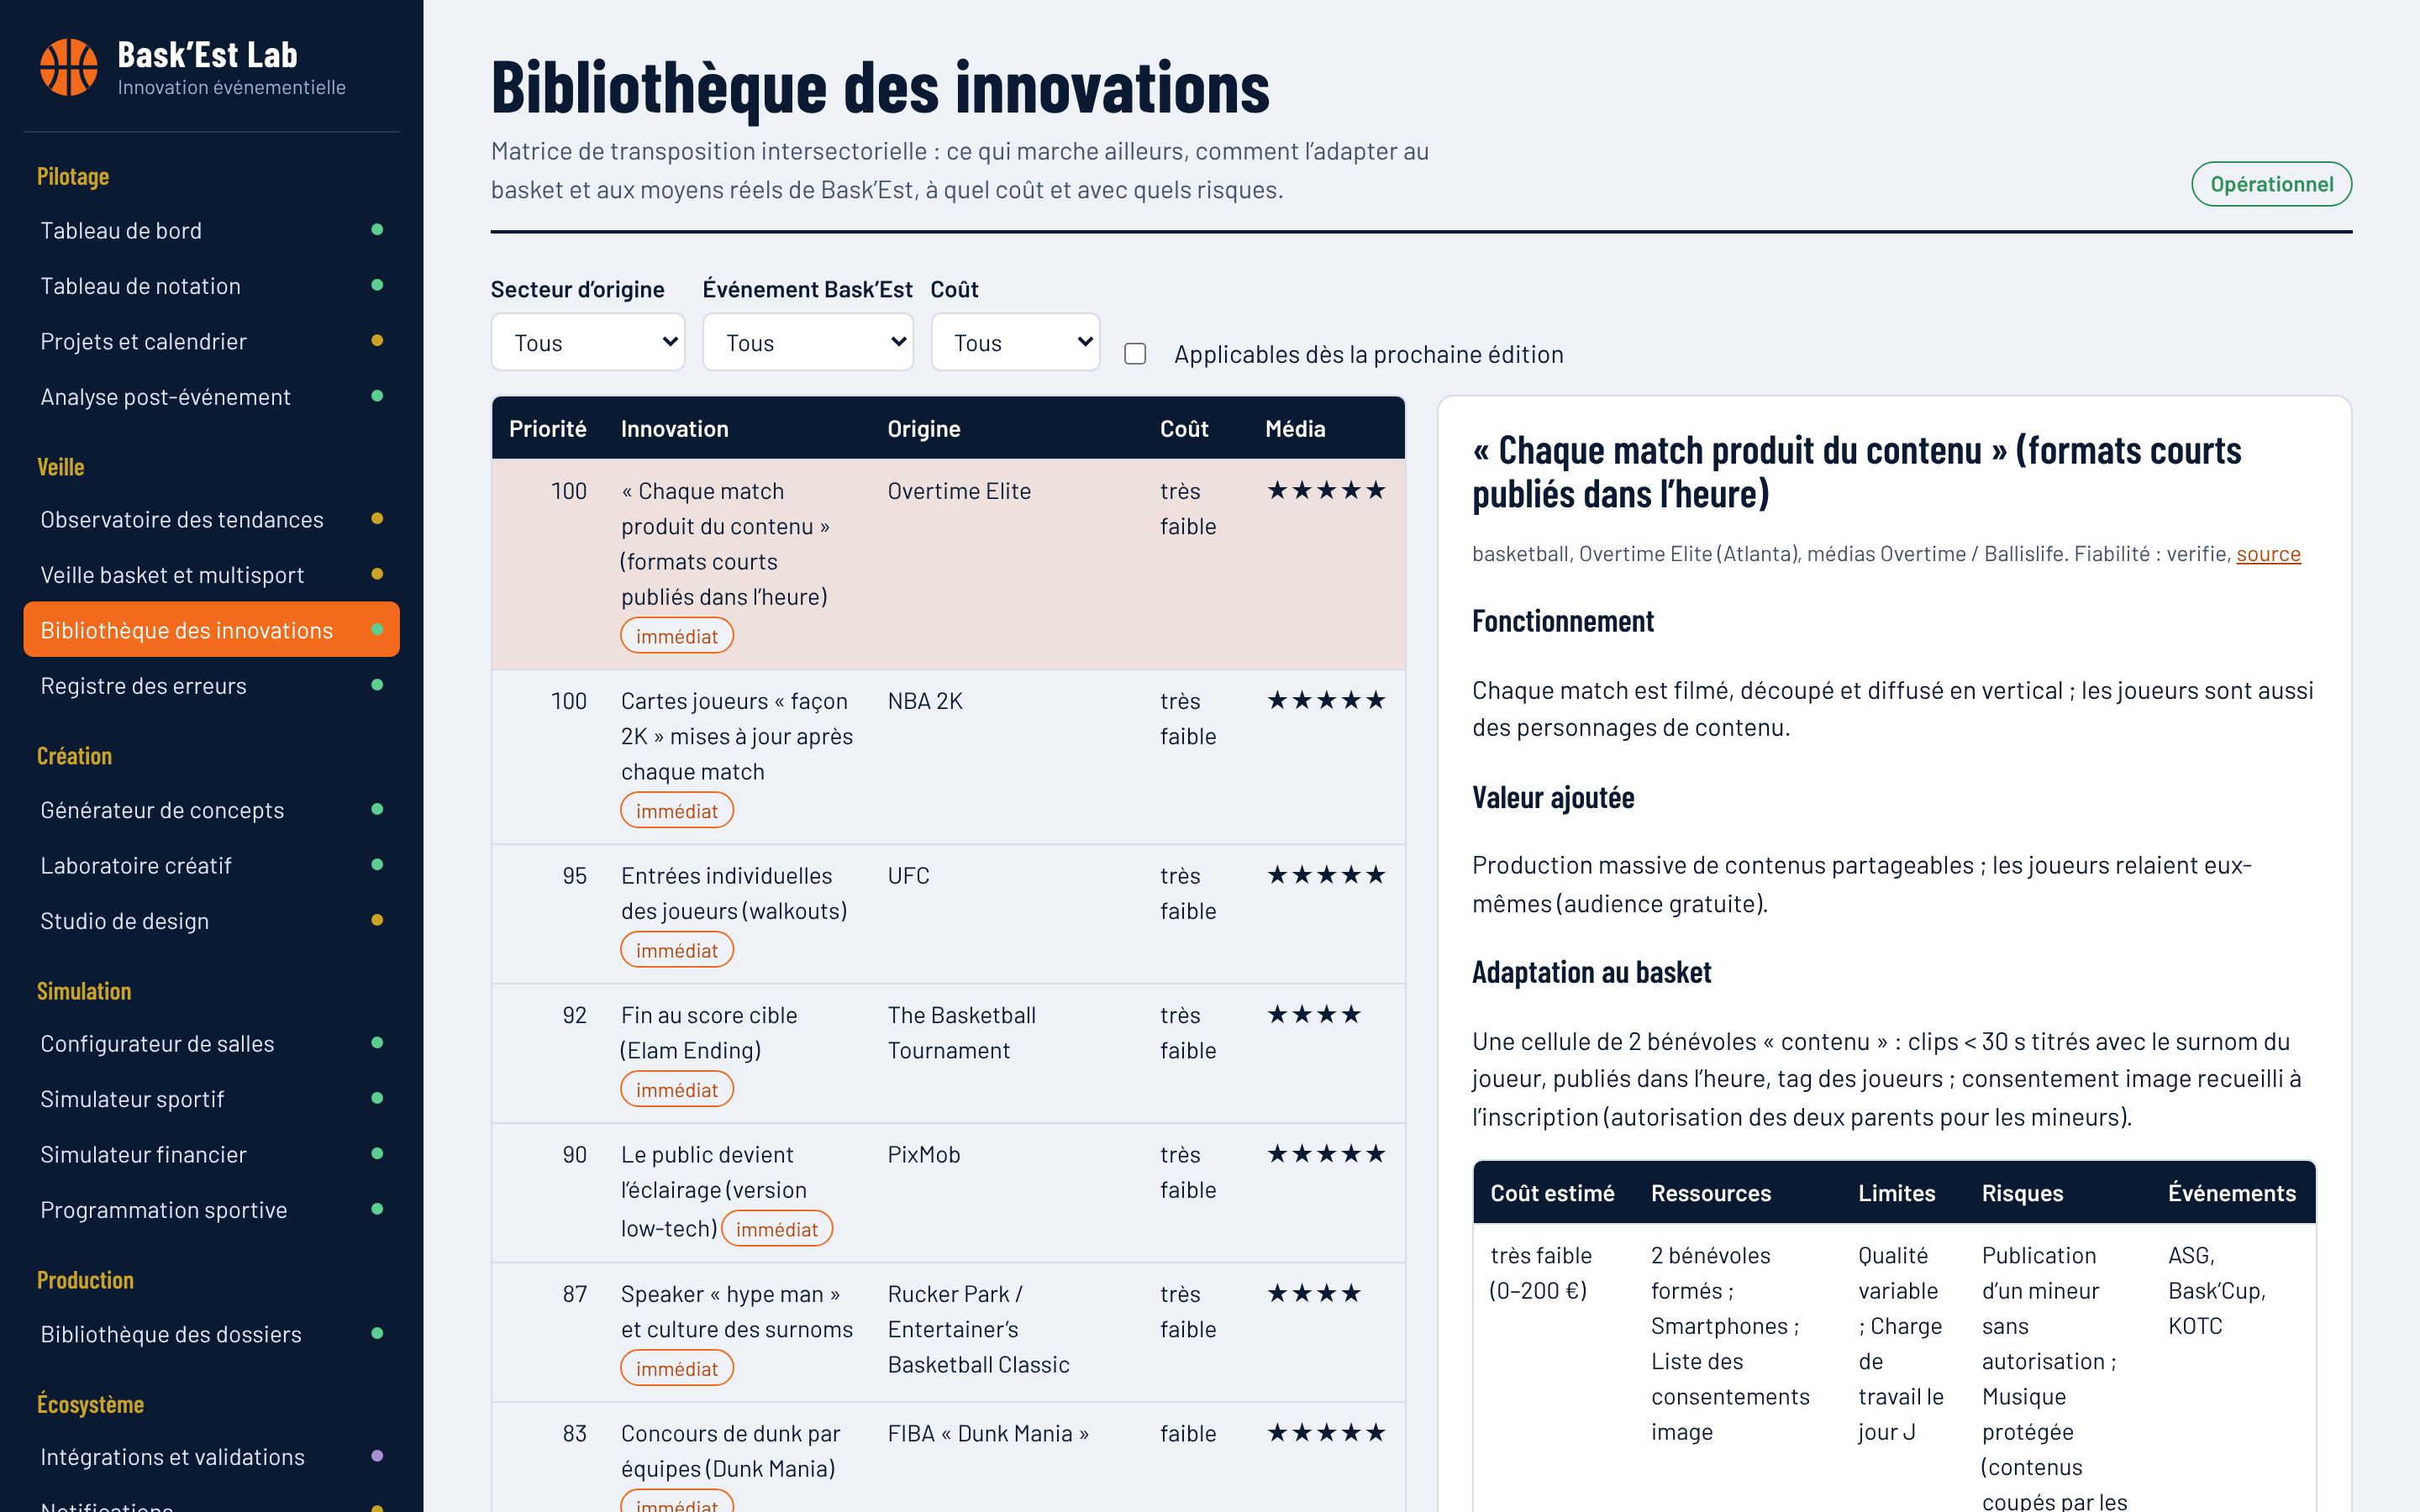 Bask’Est Lab
Innovation événementielle
Pilotage
Tableau de bord
Tableau de notation
Projets et calendrier
Analyse post-événement
Veille
Observatoire des tendances
Veille basket et multisport
Bibliothèque des innovations
Registre des erreurs
Création
Générateur de concepts
Laboratoire créatif
Studio de design
Simulation
Configurateur de salles
Simulateur sportif
Simulateur financier
Programmation sportive
Production
Bibliothèque des dossiers
Écosystème
Intégrations et validations
Notifications
Bibliothèque des innovations
Matrice de transposition intersectorielle : ce qui marche ailleurs, comment l’adapter au
basket et aux moyens réels de Bask’Est, à quel coût et avec quels risques.
Opérationnel
Secteur d’origine Événement Bask’Est Coût
Tous Tous Tous Applicables dès la prochaine édition
Priorité Innovation Origine Coût Média
100 « Chaque match Overtime Elite très ★★★★★
produit du contenu » faible
(formats courts
publiés dans l’heure)
immédiat
100 Cartes joueurs « façon NBA 2K très ★★★★★
2K » mises à jour après faible
chaque match
immédiat
95 Entrées individuelles UFC très ★★★★★
des joueurs (walkouts) faible
immédiat
92 Fin au score cible The Basketball très ★★★★
(Elam Ending) Tournament faible
immédiat
90 Le public devient PixMob très ★★★★★
l’éclairage (version faible
low-tech) immédiat
87 Speaker « hype man » Rucker Park / très ★★★★
et culture des surnoms Entertainer’s faible
immédiat Basketball Classic
83 Concours de dunk par FIBA « Dunk Mania » faible ★★★★★
équipes (Dunk Mania)
immédiat
« Chaque match produit du contenu » (formats courts
publiés dans l’heure)
basketball, Overtime Elite (Atlanta), médias Overtime / Ballislife. Fiabilité : verifie, source
Fonctionnement
Chaque match est filmé, découpé et diffusé en vertical ; les joueurs sont aussi
des personnages de contenu.
Valeur ajoutée
Production massive de contenus partageables ; les joueurs relaient eux-
mêmes (audience gratuite).
Adaptation au basket
Une cellule de 2 bénévoles « contenu » : clips < 30 s titrés avec le surnom du
joueur, publiés dans l’heure, tag des joueurs ; consentement image recueilli à
l’inscription (autorisation des deux parents pour les mineurs).
Coût estimé Ressources Limites Risques Événements
très faible 2 bénévoles Qualité Publication ASG,
(0–200 €) formés ; variable d’un mineur Bask’Cup,
Smartphones ; ; Charge sans KOTC
Liste des de autorisation ;
consentements travail le Musique
image jour J protégée
(contenus
coupés par les